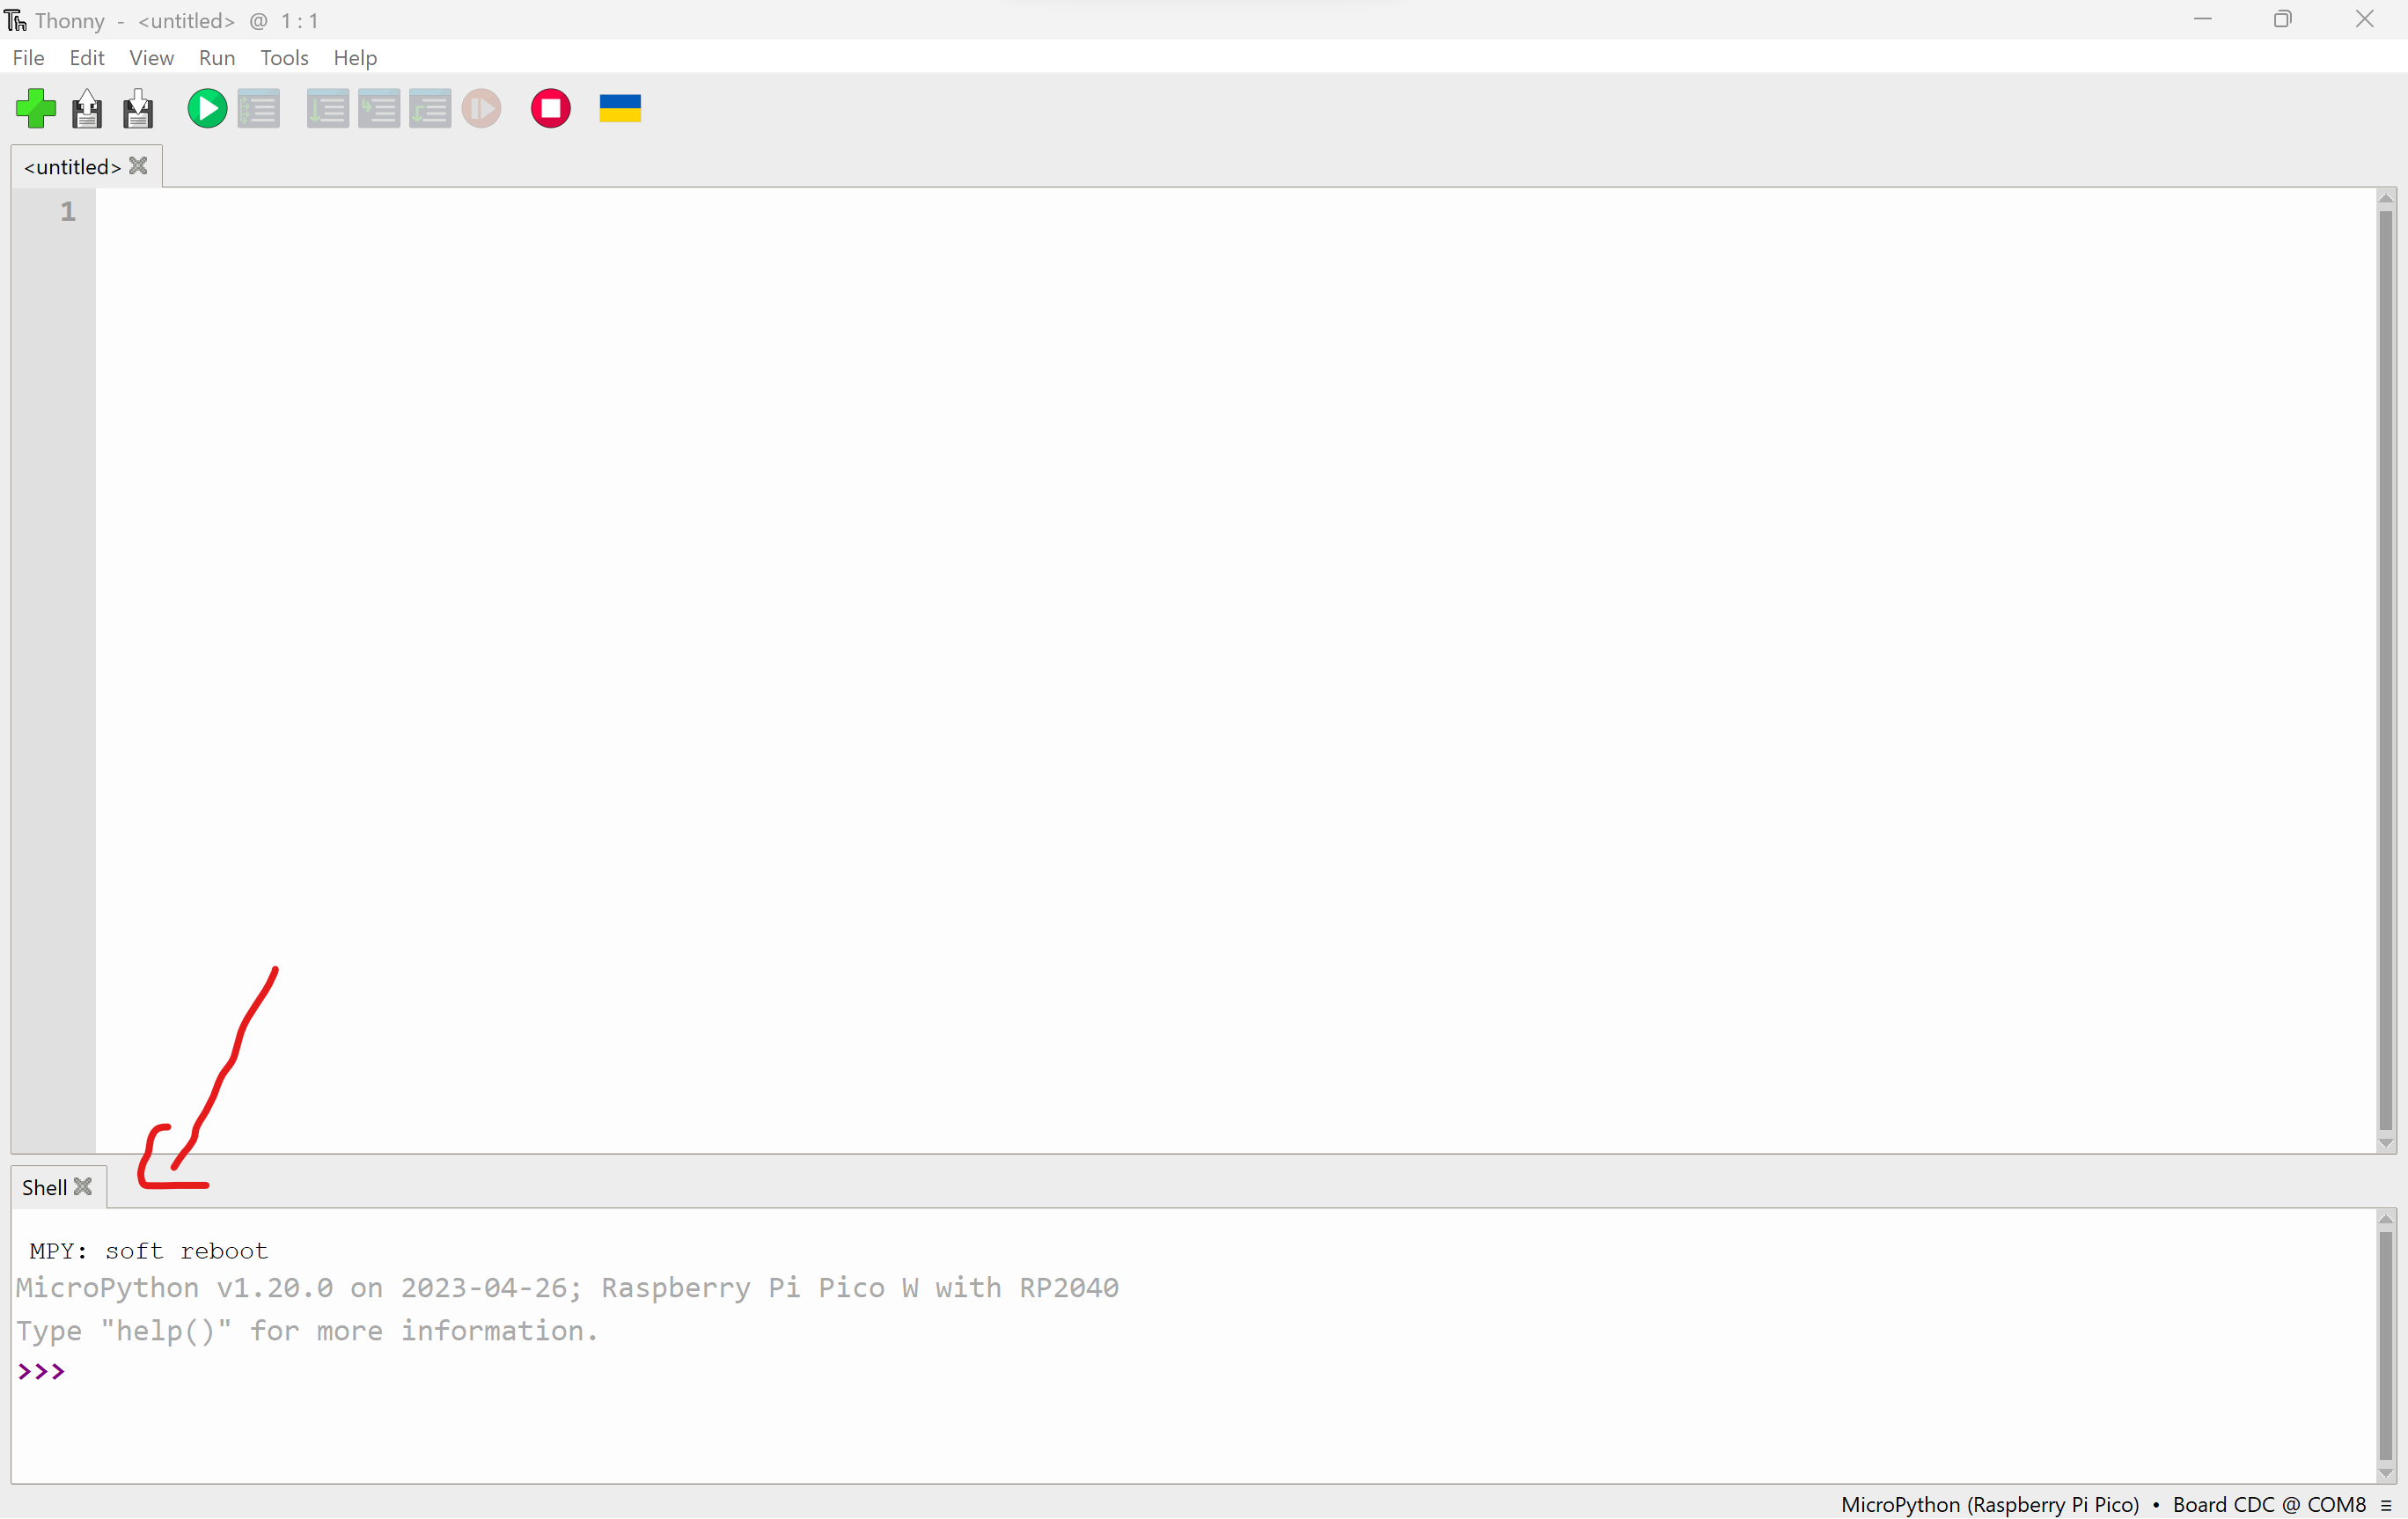 Thonny - <untitled> @ 1 : 1
File Edit View Run Tools Help
<untitled>
1
Shell
MPY: soft reboot
MicroPython v1.20.0 on 2023-04-26; Raspberry Pi Pico W with RP2040
Type "help()" for more information.
>>>
MicroPython (Raspberry Pi Pico) • Board CDC @ COM8 ≡